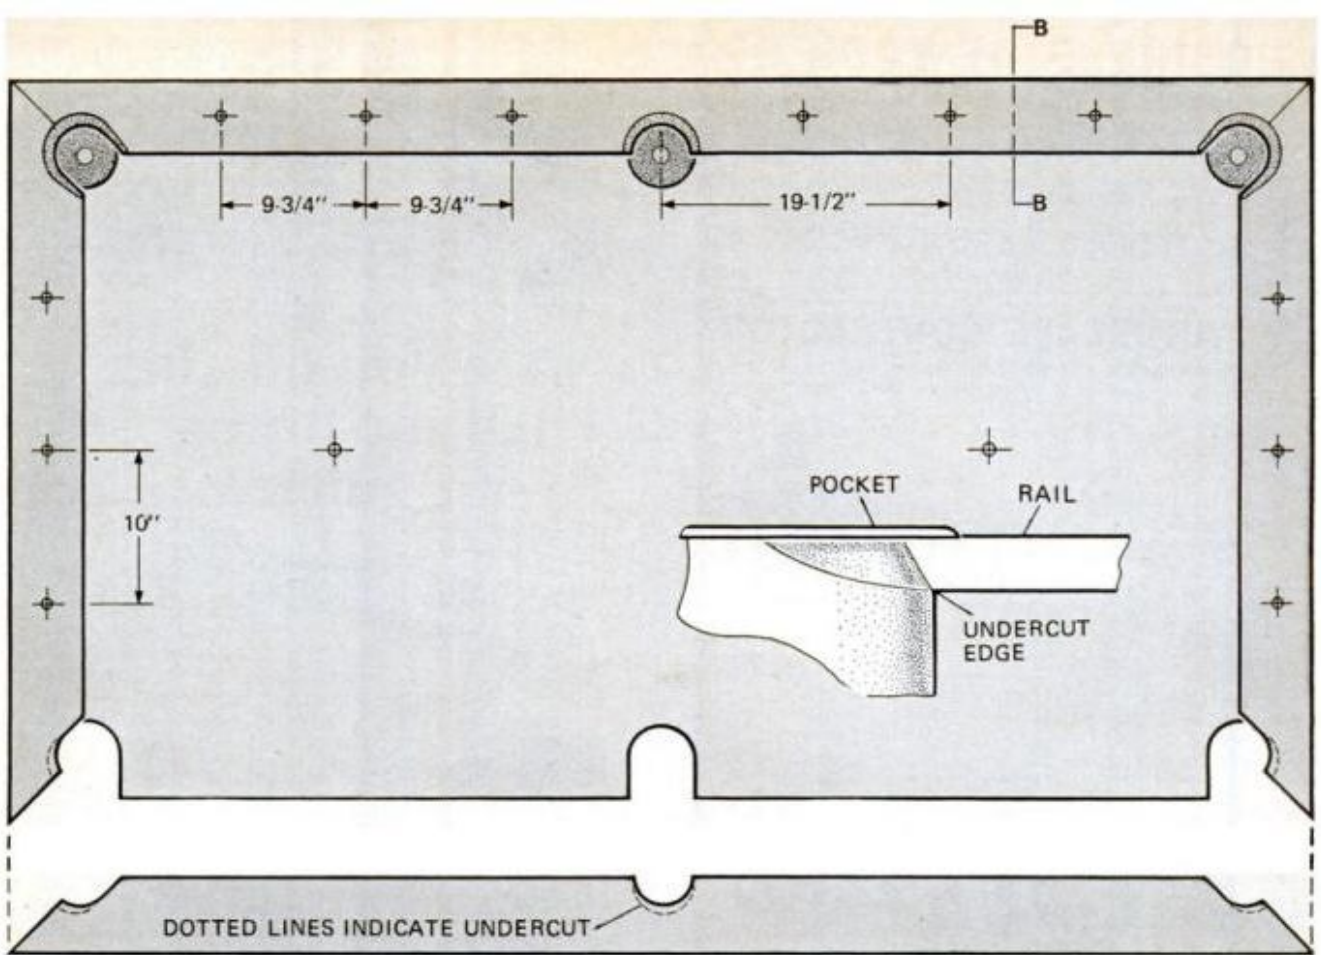 B
9-3/4" 9-3/4" 19-1/2" B
10"
POCKET
RAIL
UNDERCUT
EDGE
DOTTED LINES INDICATE UNDERCUT